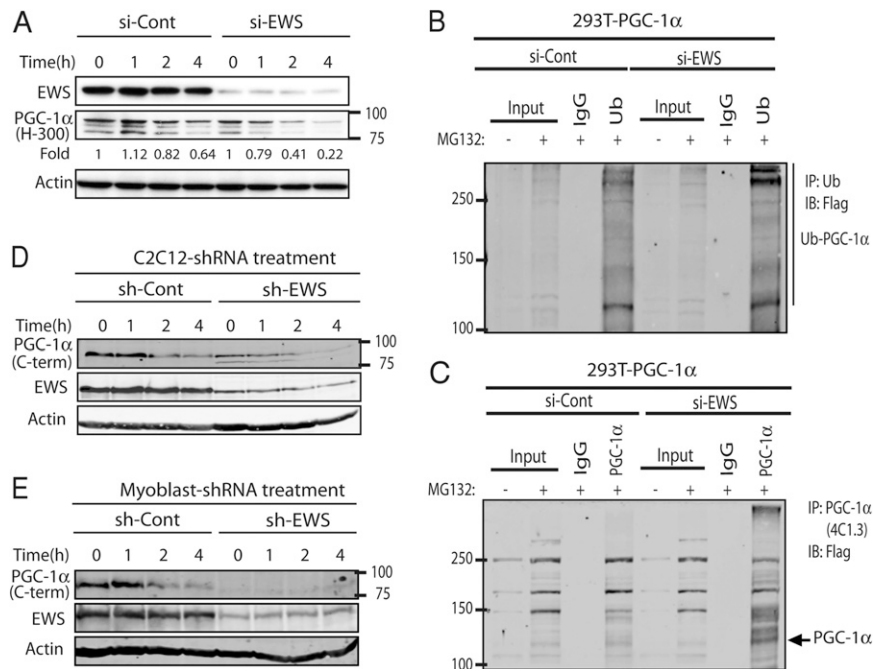 A
si-Cont si-EWS
Time(h) 0 1 2 4 0 1 2 4
EWS
PGC-1α
(H-300)
100
75
Fold 1 1.12 0.82 0.64 1 0.79 0.41 0.22
Actin
B
293T-PGC-1α
si-Cont si-EWS
Input IgG Ub Input IgG Ub
MG132: - + + + - + + +
250
150
100
IP: Ub
IB: Flag
Ub-PGC-1α
D
C2C12-shRNA treatment
sh-Cont sh-EWS
Time(h) 0 1 2 4 0 1 2 4
PGC-1α
(C-term)
100
75
EWS
Actin
C
293T-PGC-1α
si-Cont si-EWS
Input IgG PGC-1α Input IgG PGC-1α
MG132: - + + + - + + +
250
150
100
IP: PGC-1α
(4C1.3)
IB: Flag
PGC-1α
E
Myoblast-shRNA treatment
sh-Cont sh-EWS
Time(h) 0 1 2 4 0 1 2 4
PGC-1α
(C-term)
100
75
EWS
Actin